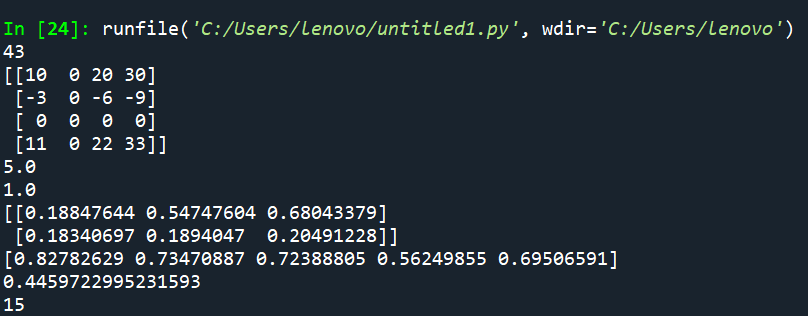 In [24]: runfile('C:/Users/lenovo/untitled1.py', wdir='C:/Users/lenovo')
43
[[10  0 20 30]
 [-3  0 -6 -9]
 [ 0  0  0  0]
 [11  0 22 33]]
5.0
1.0
[[0.18847644 0.54747604 0.68043379]
 [0.18340697 0.1894047  0.20491228]]
[0.82782629 0.73470887 0.72388805 0.56249855 0.69506591]
0.4459722995231593
15